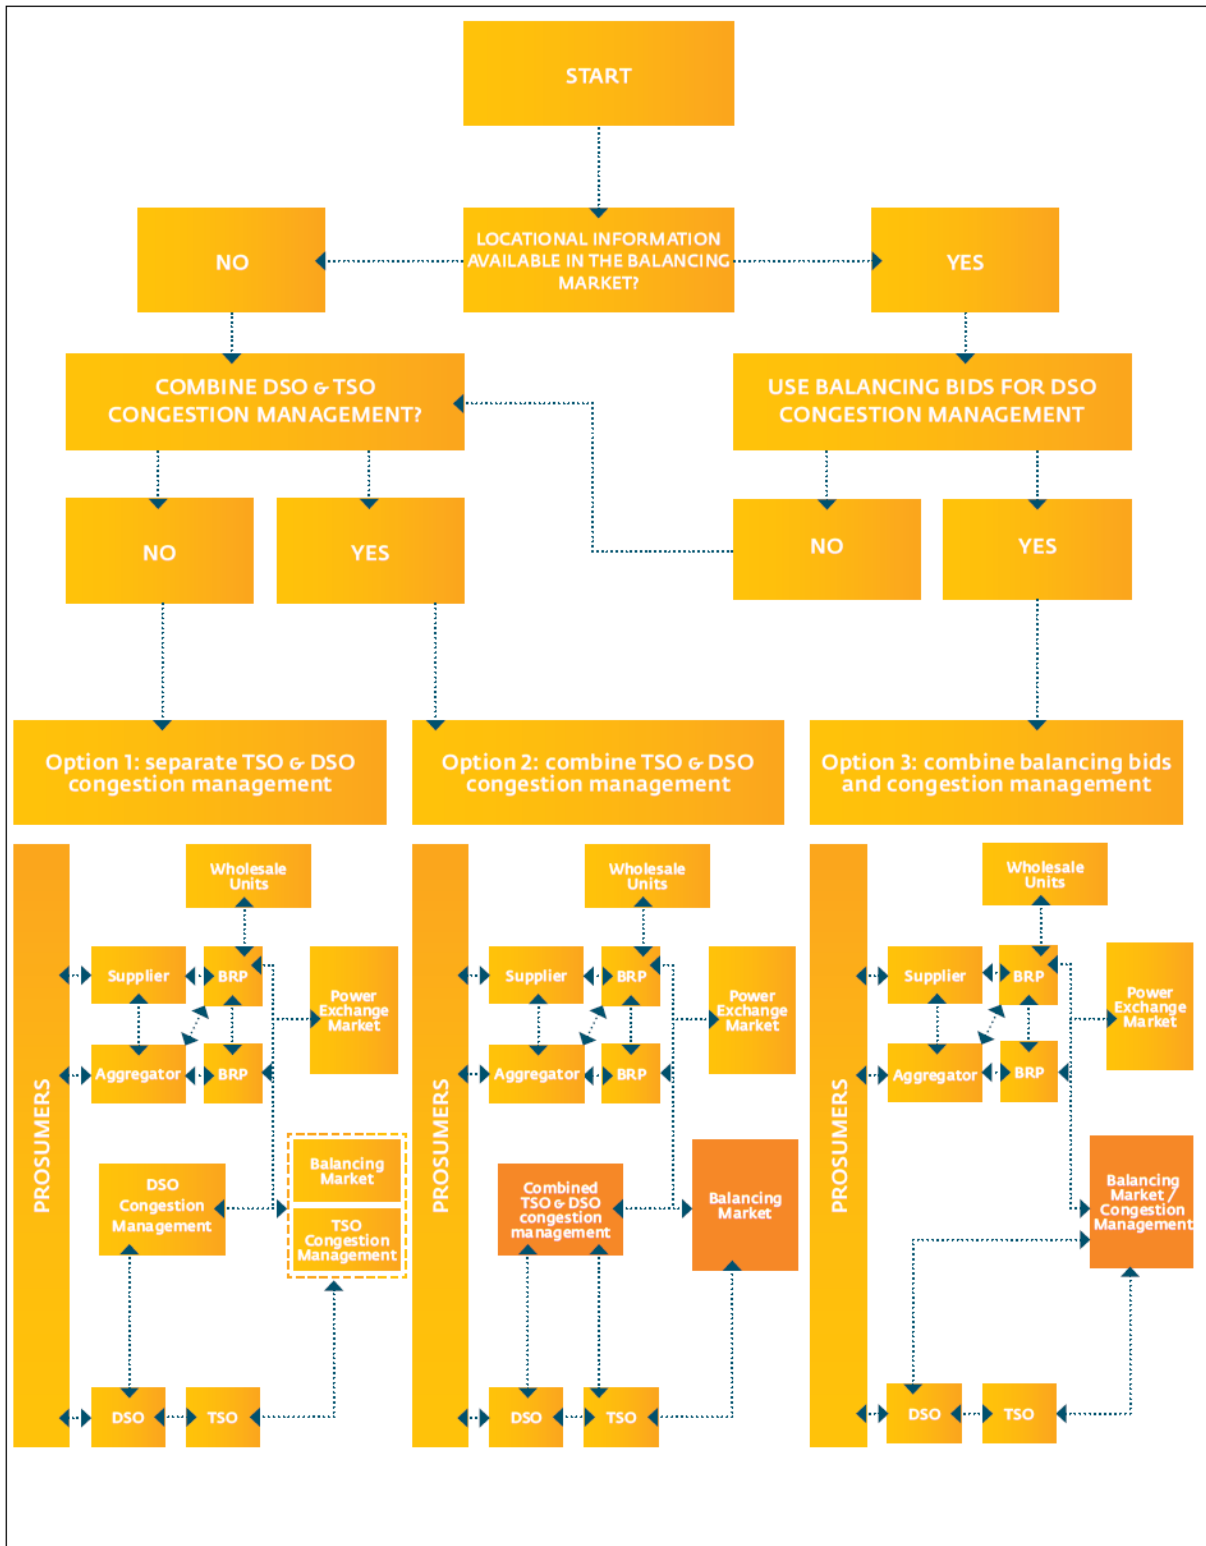 START
LOCATIONAL INFORMATION
AVAILABLE IN THE BALANCING
MARKET?
NO
YES
COMBINE DSO & TSO
CONGESTION MANAGEMENT?
USE BALANCING BIDS FOR DSO
CONGESTION MANAGEMENT
NO
YES
NO
YES
Option 1: separate TSO & DSO
congestion management
Option 2: combine TSO & DSO
congestion management
Option 3: combine balancing bids
and congestion management
PROSUMERS
Wholesale
Units
Supplier
BRP
Power
Exchange
Market
Aggregator
BRP
Balancing
Market
DSO
Congestion
Management
TSO
Congestion
Management
DSO
TSO
PROSUMERS
Wholesale
Units
Supplier
BRP
Power
Exchange
Market
Aggregator
BRP
Combined
TSO & DSO
congestion
management
Balancing
Market
DSO
TSO
PROSUMERS
Wholesale
Units
Supplier
BRP
Power
Exchange
Market
Aggregator
BRP
Balancing
Market /
Congestion
Management
DSO
TSO